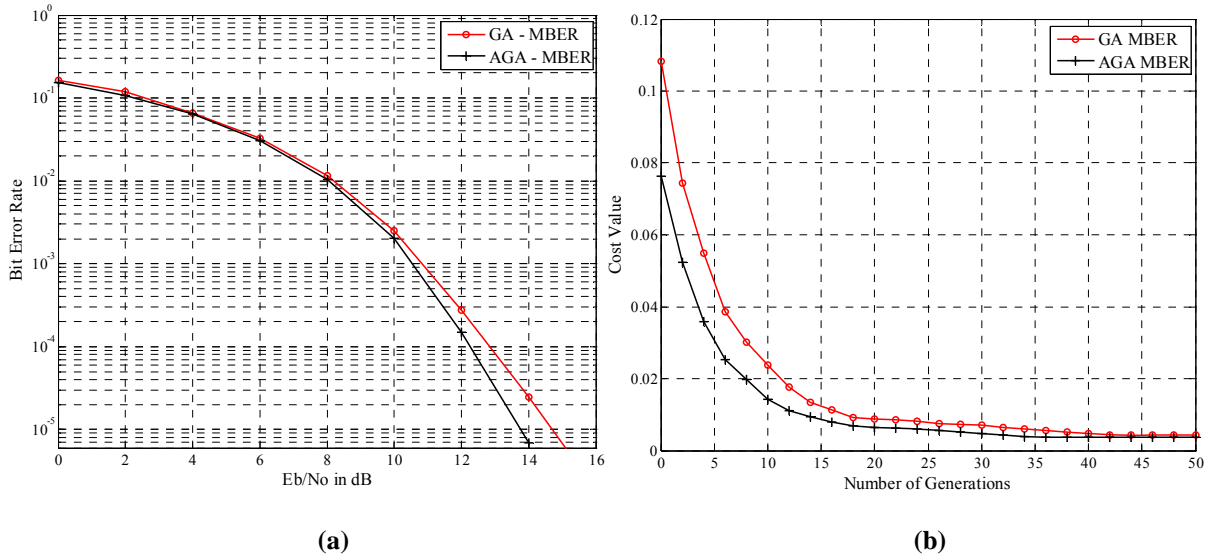 10^0
10^-1
10^-2
10^-3
10^-4
10^-5
Bit Error Rate
GA - MBER
AGA - MBER
0 2 4 6 8 10 12 14 16
Eb/No in dB
(a)
0.12
0.1
0.08
0.06
0.04
0.02
0
Cost Value
GA MBER
AGA MBER
0 5 10 15 20 25 30 35 40 45 50
Number of Generations
(b)